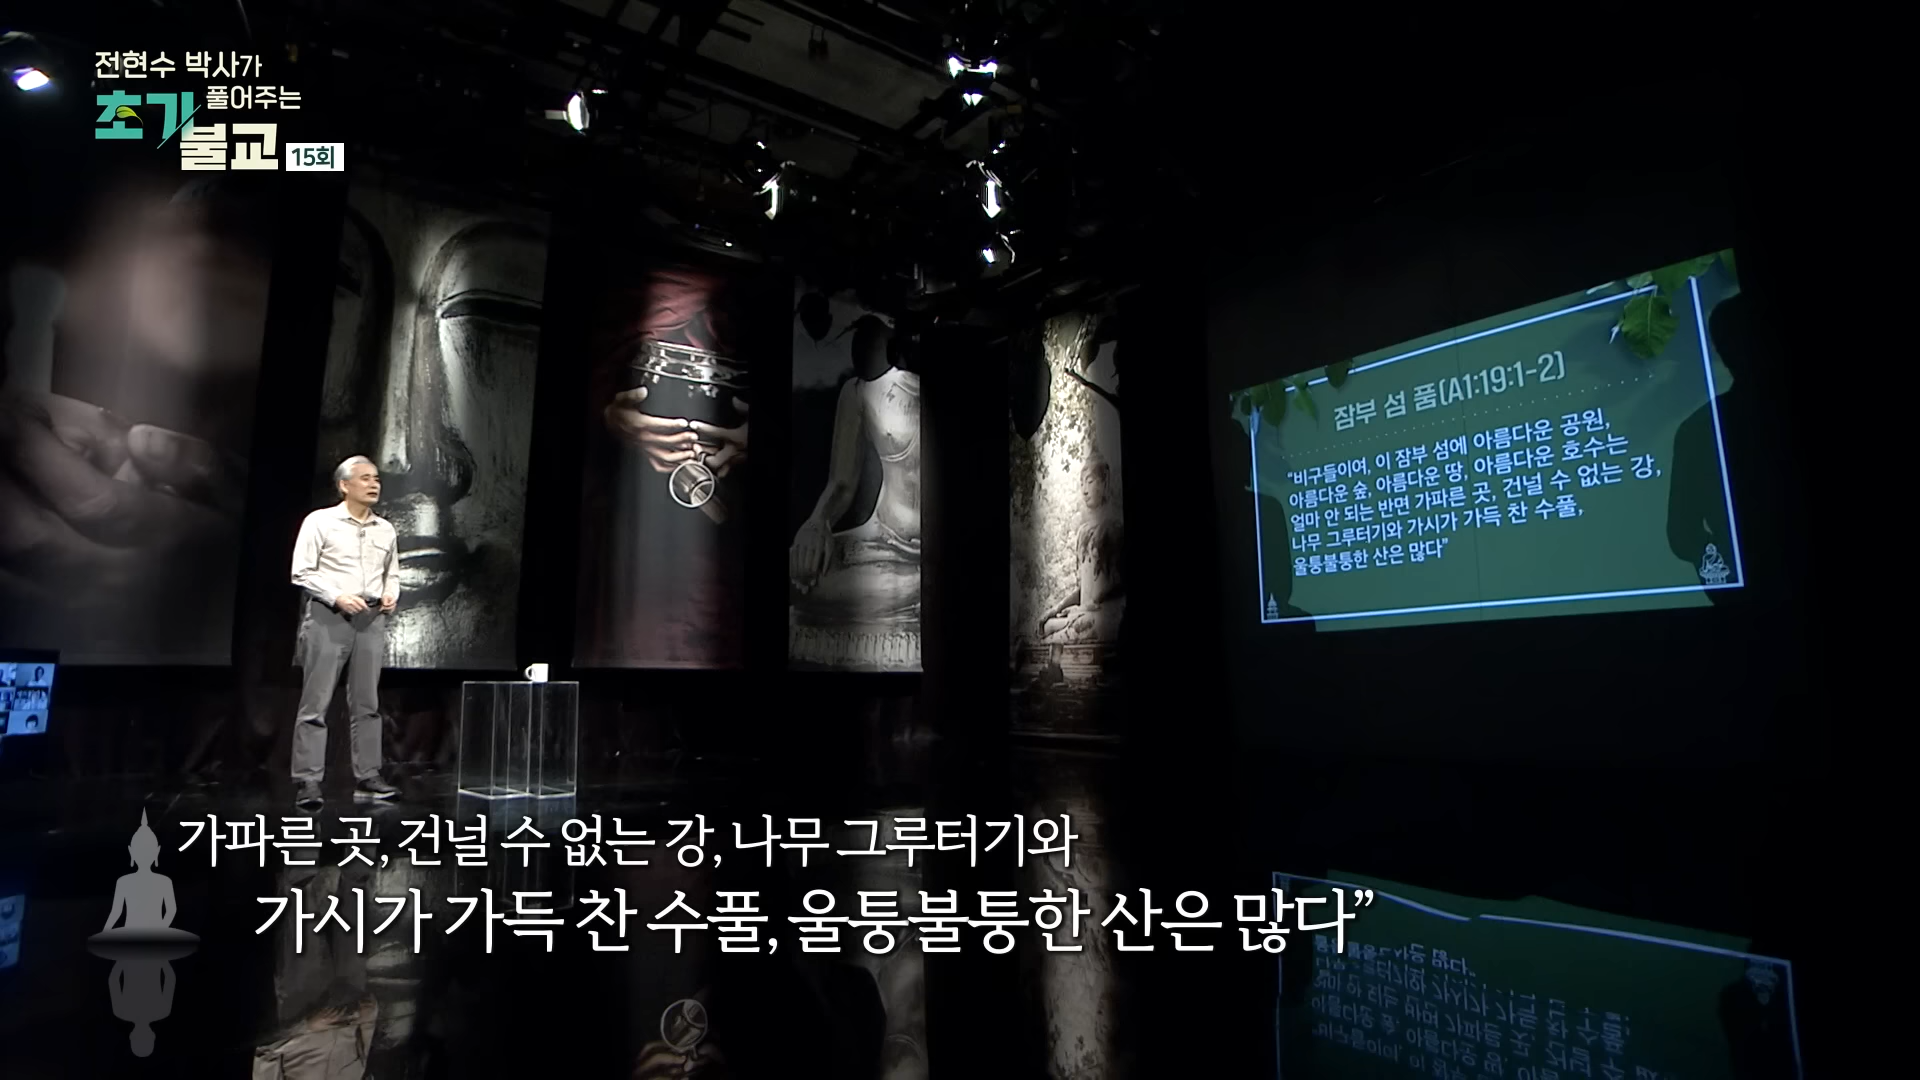 전현수 박사가
풀어주는
초기
불교 15회
잠부 섬 품(A1:19:1-2)
“비구들이여, 이 잠부 섬에 아름다운 공원,
아름다운 숲, 아름다운 땅, 아름다운 호수는
얼마 안 되는 반면 가파른 곳, 건널 수 없는 강,
나무 그루터기와 가시가 가득 찬 수풀,
울퉁불퉁한 산은 많다”
가파른 곳, 건널 수 없는 강, 나무 그루터기와
가시가 가득 찬 수풀, 울퉁불퉁한 산은 많다”